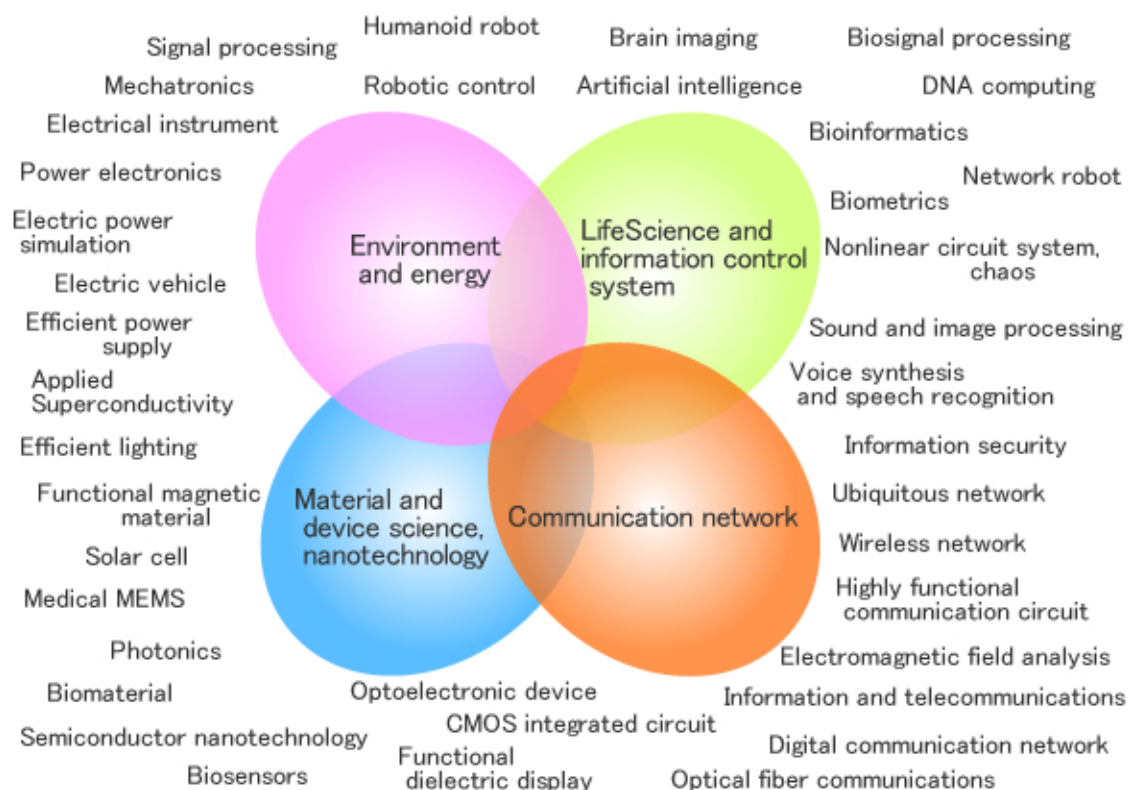 Humanoid robot
Signal processing
Brain imaging
Biosignal processing
Mechatronics
Robotic control
Artificial intelligence
DNA computing
Electrical instrument
Bioinformatics
Power electronics
Network robot
Biometrics
Electric power
simulation
Environment
and energy
LifeScience and
information control
system
Nonlinear circuit system,
chaos
Electric vehicle
Efficient power
supply
Sound and image processing
Applied
Superconductivity
Voice synthesis
and speech recognition
Efficient lighting
Information security
Functional magnetic
material
Material and
device science,
nanotechnology
Communication network
Ubiquitous network
Solar cell
Wireless network
Medical MEMS
Highly functional
communication circuit
Photonics
Electromagnetic field analysis
Biomaterial
Optoelectronic device
Information and telecommunications
CMOS integrated circuit
Semiconductor nanotechnology
Digital communication network
Functional
dielectric display
Biosensors
Optical fiber communications